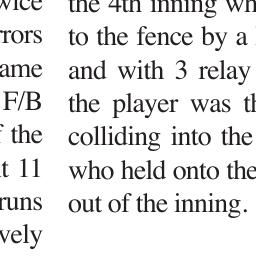 wice
rrors
ame
F/B
f the
t 11
runs
vely
the 4th inning wh
to the fence by a
and with 3 relay
the player was th
colliding into the
who held onto the
out of the inning.